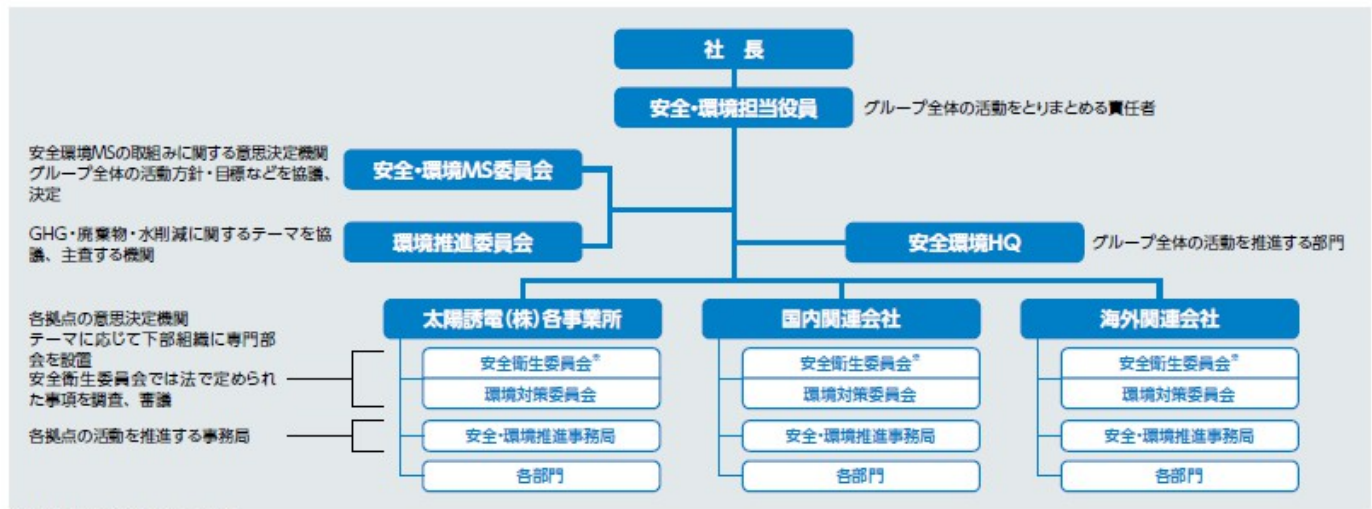 社 長
安全・環境担当役員
グループ全体の活動をとりまとめる責任者
安全環境MSの取組みに関する意思決定機関
グループ全体の活動方針・目標などを協議、
決定
安全・環境MS委員会
GHG・廃棄物・水削減に関するテーマを協
議、主査する機関
環境推進委員会
安全環境HQ
グループ全体の活動を推進する部門
各拠点の意思決定機関
テーマに応じて下部組織に専門部
会を設置
安全衛生委員会では法で定められ
た事項を調査、審議
各拠点の活動を推進する事務局
太陽誘電(株)各事業所
安全衛生委員会※
環境対策委員会
安全・環境推進事務局
各部門
国内関連会社
安全衛生委員会※
環境対策委員会
安全・環境推進事務局
各部門
海外関連会社
安全衛生委員会※
環境対策委員会
安全・環境推進事務局
各部門